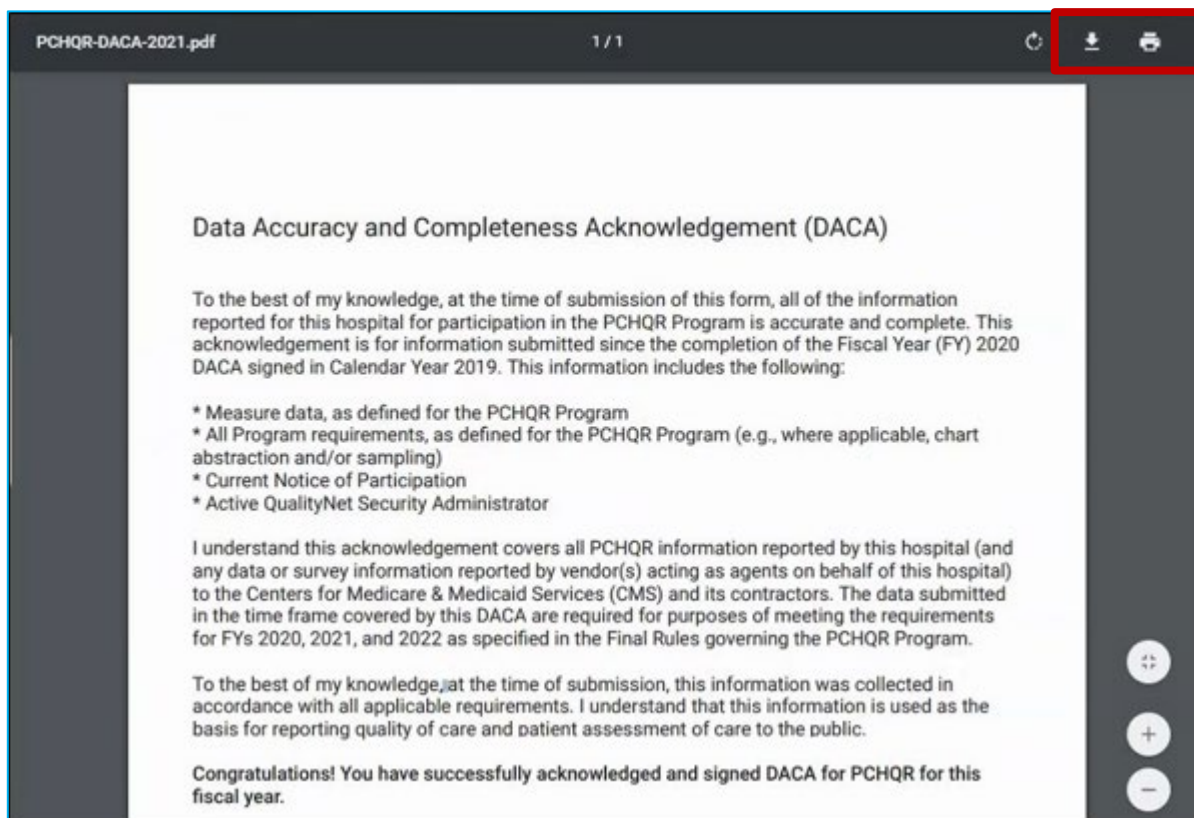 PCHQR-DACA-2021.pdf
1 / 1
Data Accuracy and Completeness Acknowledgement (DACA)
To the best of my knowledge, at the time of submission of this form, all of the information
reported for this hospital for participation in the PCHQR Program is accurate and complete. This
acknowledgement is for information submitted since the completion of the Fiscal Year (FY) 2020
DACA signed in Calendar Year 2019. This information includes the following:
* Measure data, as defined for the PCHQR Program
* All Program requirements, as defined for the PCHQR Program (e.g., where applicable, chart
abstraction and/or sampling)
* Current Notice of Participation
* Active QualityNet Security Administrator
I understand this acknowledgement covers all PCHQR information reported by this hospital (and
any data or survey information reported by vendor(s) acting as agents on behalf of this hospital)
to the Centers for Medicare & Medicaid Services (CMS) and its contractors. The data submitted
in the time frame covered by this DACA are required for purposes of meeting the requirements
for FYs 2020, 2021, and 2022 as specified in the Final Rules governing the PCHQR Program.
To the best of my knowledge, at the time of submission, this information was collected in
accordance with all applicable requirements. I understand that this information is used as the
basis for reporting quality of care and patient assessment of care to the public.
Congratulations! You have successfully acknowledged and signed DACA for PCHQR for this
fiscal year.